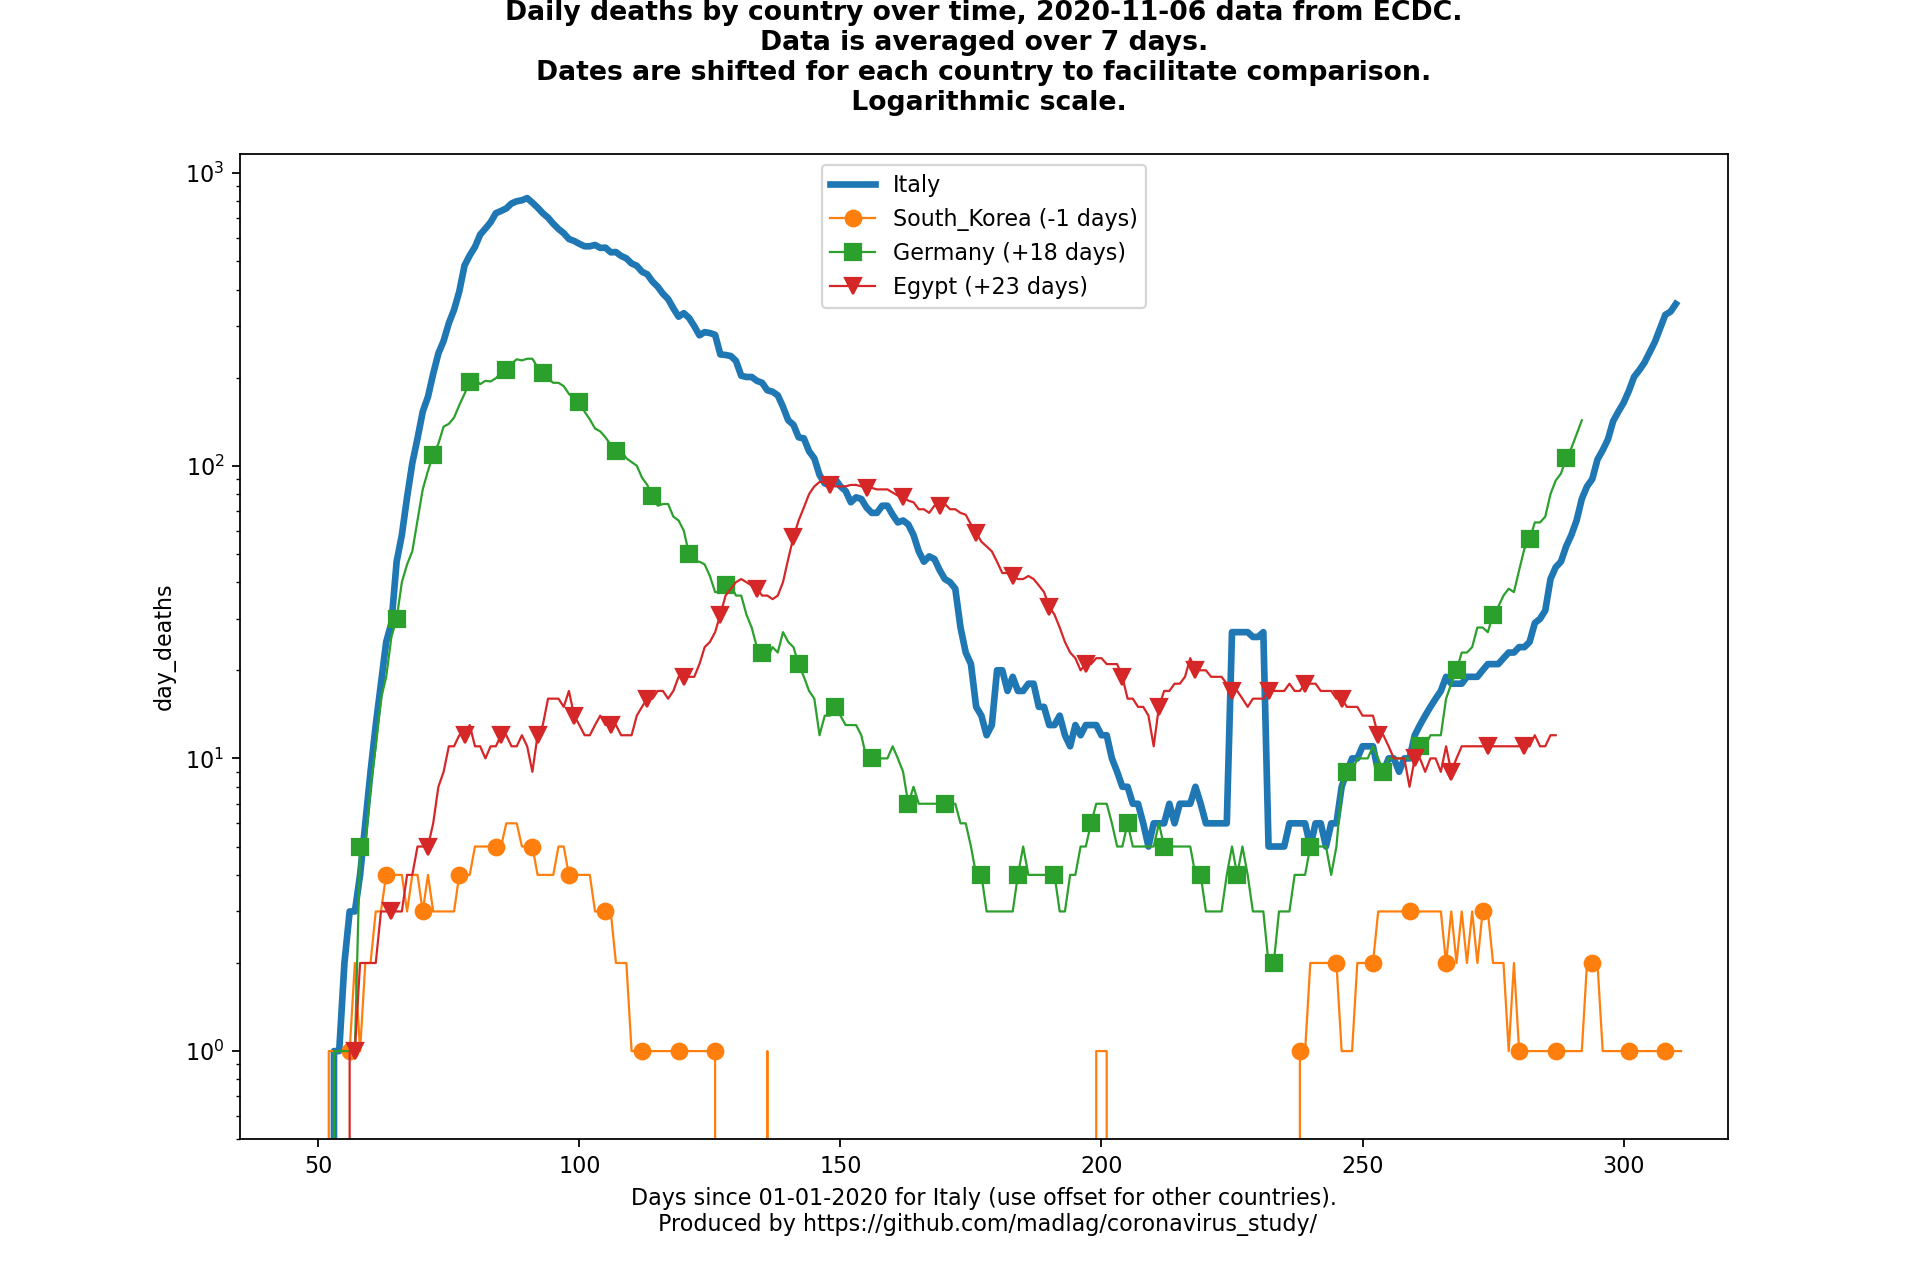 Daily deaths by country over time, 2020-11-06 data from ECDC.
Data is averaged over 7 days.
Dates are shifted for each country to facilitate comparison.
Logarithmic scale.
10³
10²
10¹
10⁰
day_deaths
Italy
South_Korea (-1 days)
Germany (+18 days)
Egypt (+23 days)
50 100 150 200 250 300
Days since 01-01-2020 for Italy (use offset for other countries).
Produced by https://github.com/madlag/coronavirus_study/